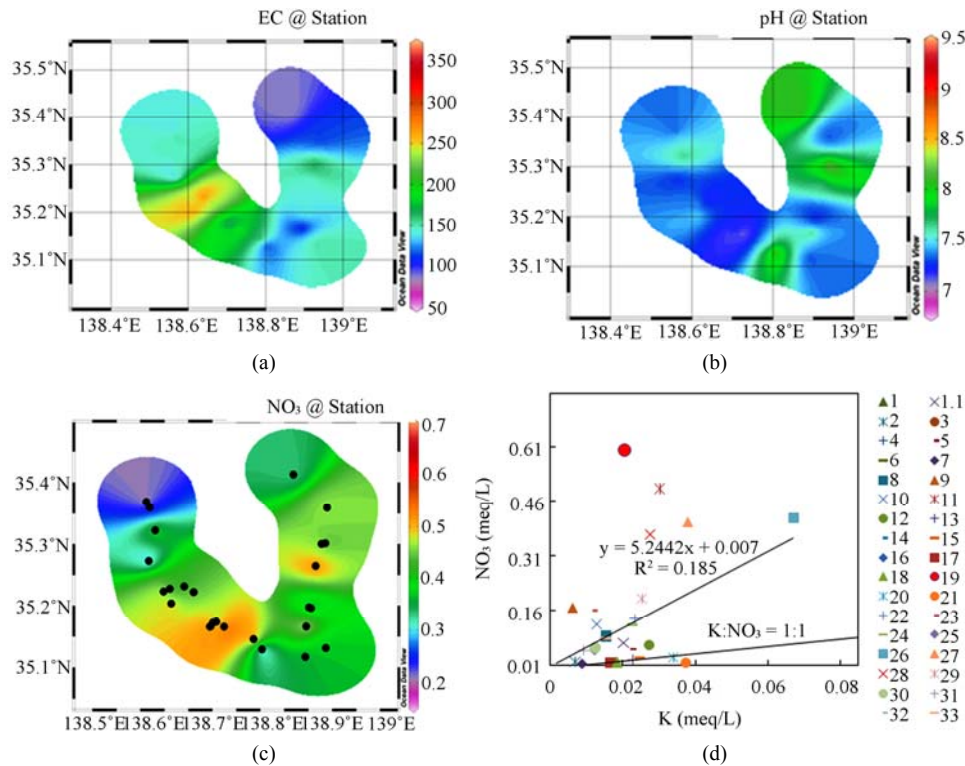 EC @ Station
35.5°N
35.4°N
35.3°N
35.2°N
35.1°N
138.4°E 138.6°E 138.8°E 139°E
350
300
250
200
150
100
50
Ocean Data View
(a)
pH @ Station
35.5°N
35.4°N
35.3°N
35.2°N
35.1°N
138.4°E 138.6°E 138.8°E 139°E
9.5
9
8.5
8
7.5
7
Ocean Data View
(b)
NO₃ @ Station
35.4°N
35.3°N
35.2°N
35.1°N
138.5°E 138.6°E 138.7°E 138.8°E 138.9°E 139°E
0.7
0.6
0.5
0.4
0.3
0.2
Ocean Data View
(c)
NO₃ (meq/L)
0.61
0.46
0.31
0.16
0.01
0 0.02 0.04 0.06 0.08
K (meq/L)
y = 5.2442x + 0.007
R² = 0.185
K:NO₃ = 1:1
1 1.1
2 3
4 5
6 7
8 9
10 11
12 13
14 15
16 17
18 19
20 21
22 23
24 25
26 27
28 29
30 31
32 33
(d)